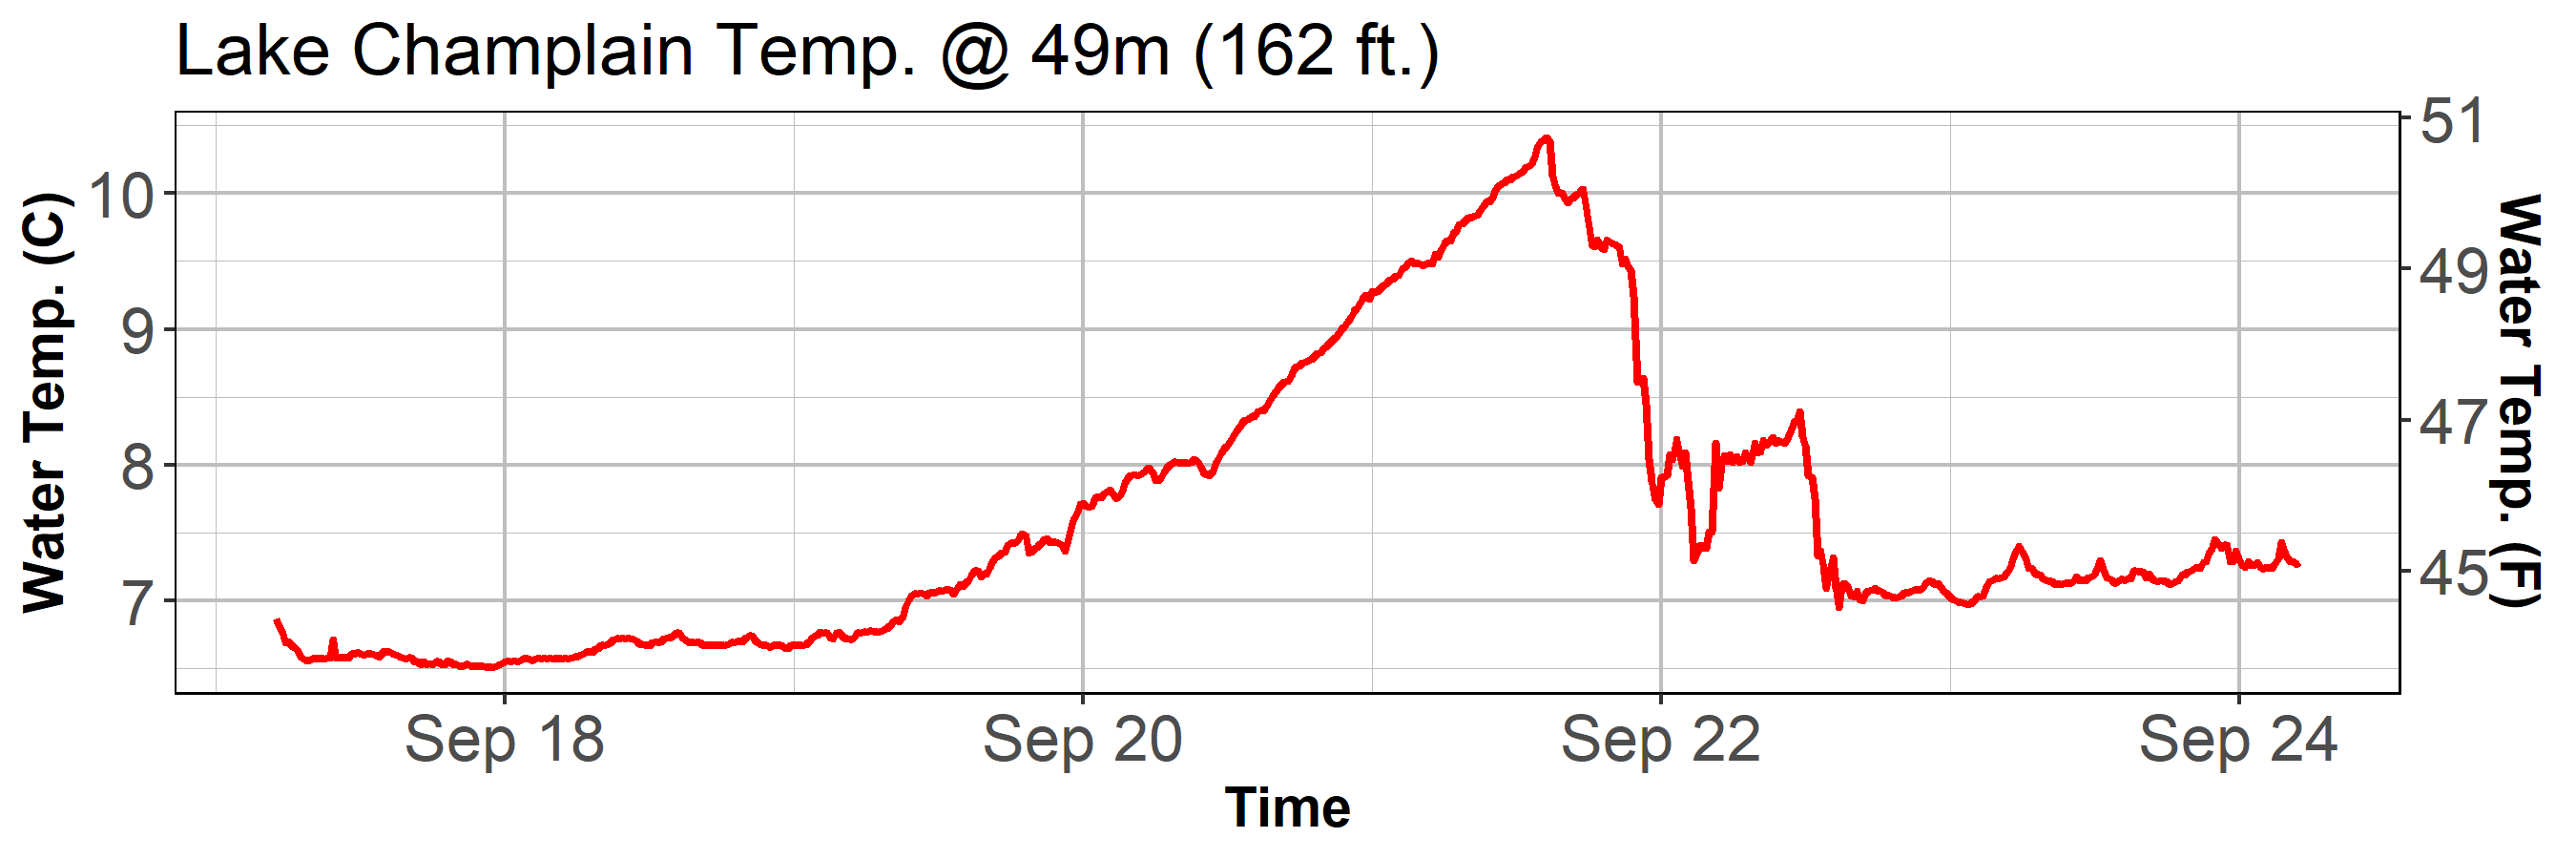 Lake Champlain Temp. @ 49m (162 ft.)
Water Temp. (C)
10
9
8
7
51
49
47
45
Water Temp. (F)
Sep 18
Sep 20
Sep 22
Sep 24
Time